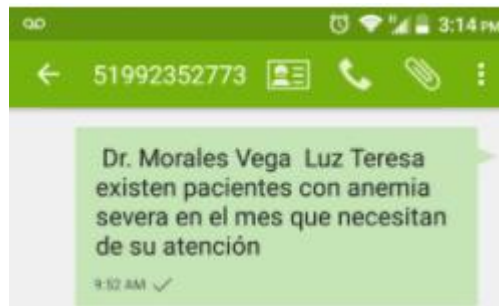 3:14 PM
51992352773
Dr. Morales Vega Luz Teresa
existen pacientes con anemia
severa en el mes que necesitan
de su atención
9:52 AM